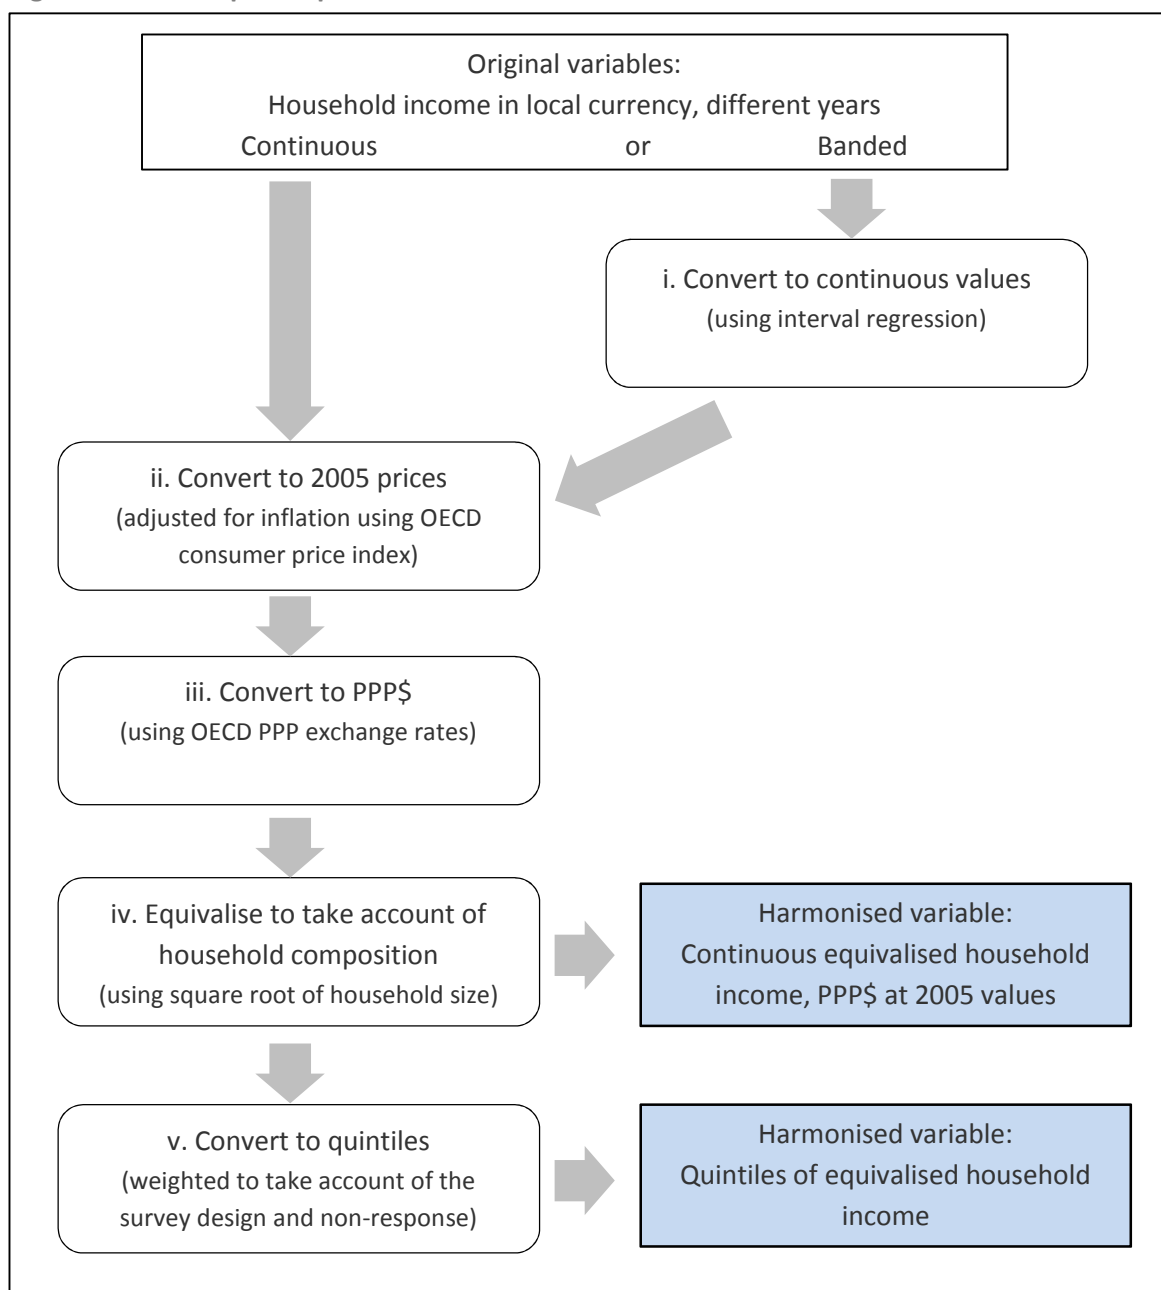 Original variables:
Household income in local currency, different years
Continuous or Banded
i. Convert to continuous values
(using interval regression)
ii. Convert to 2005 prices
(adjusted for inflation using OECD
consumer price index)
iii. Convert to PPP$
(using OECD PPP exchange rates)
iv. Equivalise to take account of
household composition
(using square root of household size)
Harmonised variable:
Continuous equivalised household
income, PPP$ at 2005 values
v. Convert to quintiles
(weighted to take account of the
survey design and non-response)
Harmonised variable:
Quintiles of equivalised household
income